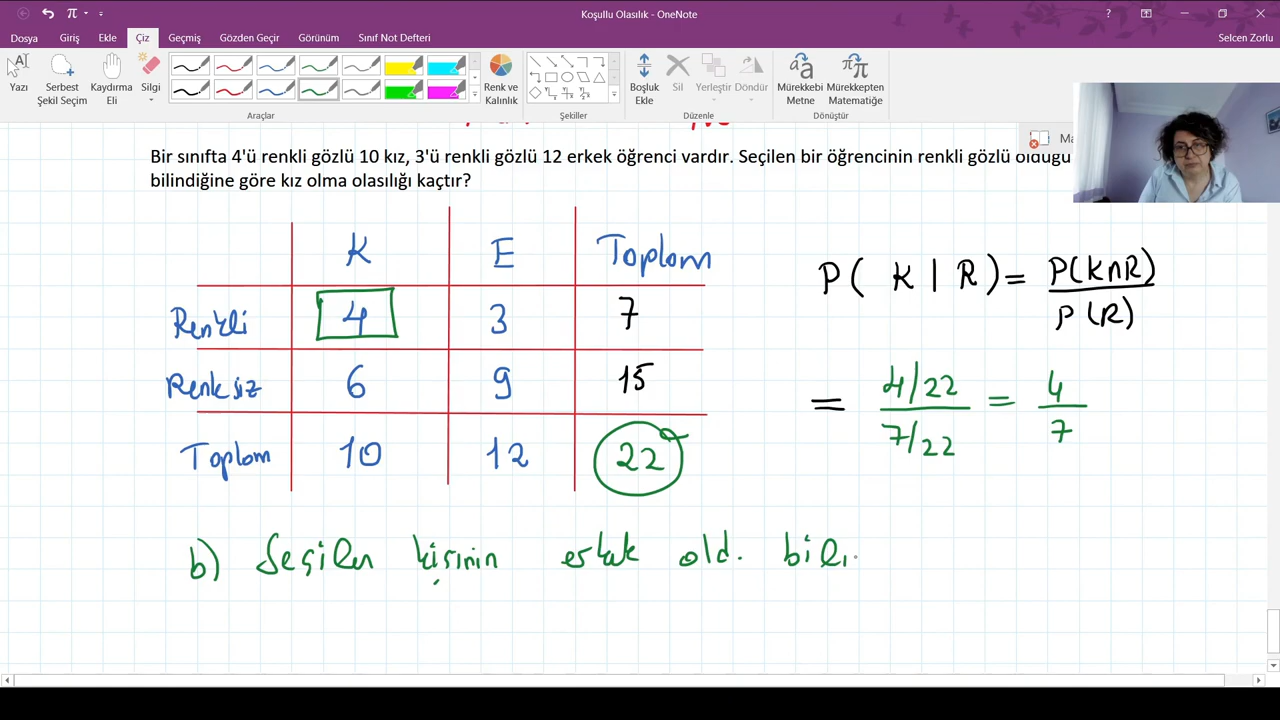 Koşullu Olasılık - OneNote
Dosya Giriş Ekle Çiz Geçmiş Gözden Geçir Görünüm Sınıf Not Defteri Selcen Zorlu
Yazı Serbest Şekil Seçim Kaydırma Eli Silgi Renk ve Kalınlık Boşluk Ekle Sil Yerleştir Döndür Mürekkebi Metne Mürekkepten Matematiğe
Araçlar Şekiller Düzenle Dönüştür
Bir sınıfta 4'ü renkli gözlü 10 kız, 3'ü renkli gözlü 12 erkek öğrenci vardır. Seçilen bir öğrencinin renkli gözlü olduğu
bilindiğine göre kız olma olasılığı kaçtır?
K E Toplam
Renkli 4 3 7
Renksiz 6 9 15
Toplam 10 12 22
P( K | R) = P(K∩R) / P(R)
= 4/22 / 7/22 = 4/7
b) Seçilen kişinin erkek old. bili